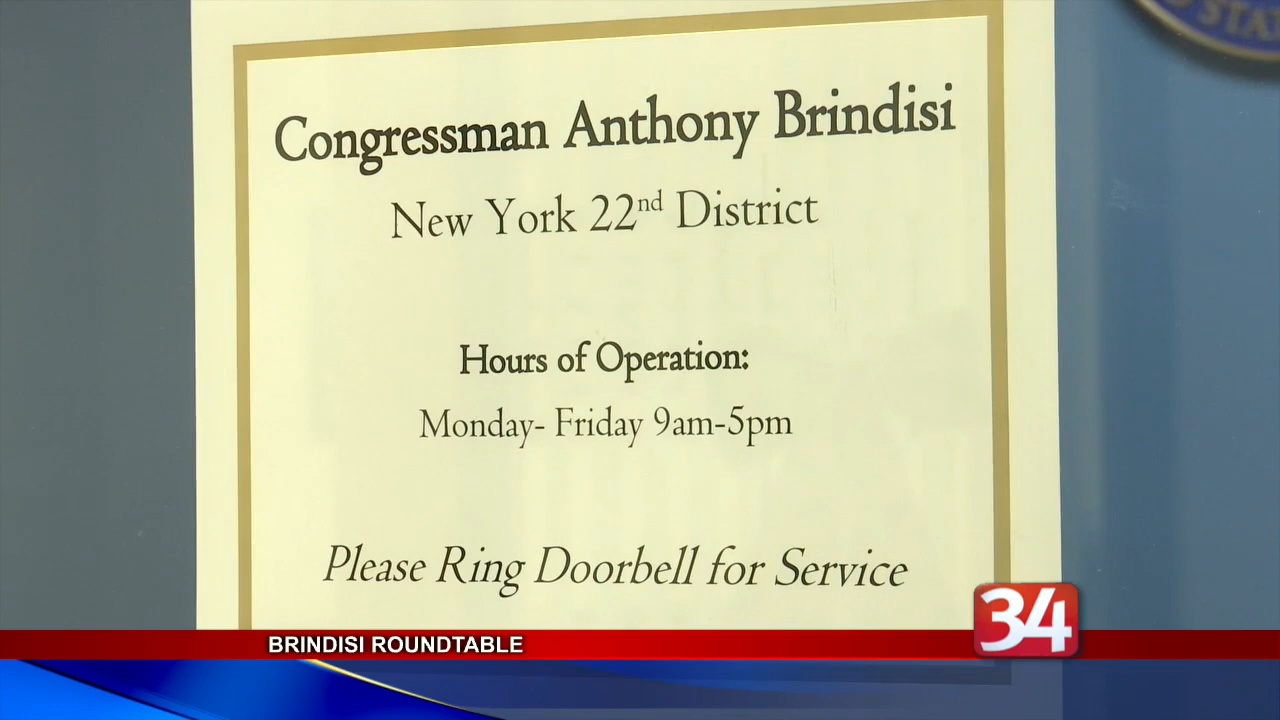 Congressman Anthony Brindisi
New York 22nd District
Hours of Operation:
Monday- Friday 9am-5pm
Please Ring Doorbell for Service
34
BRINDISI ROUNDTABLE